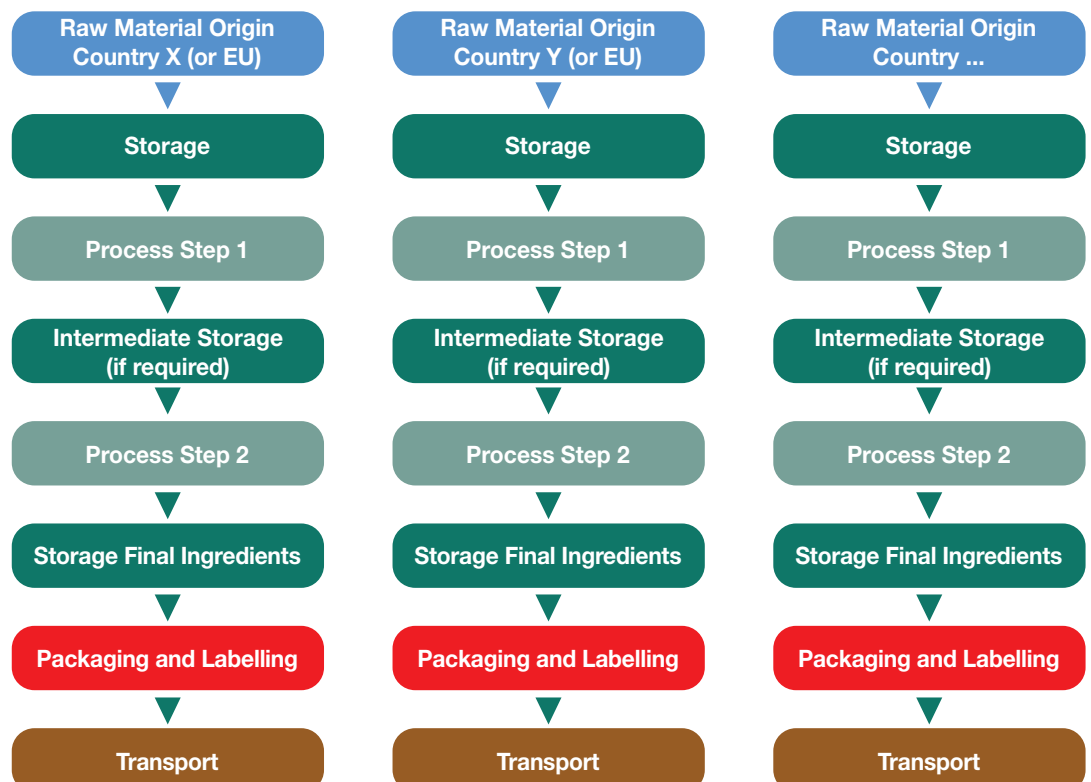 Raw Material Origin
Country X (or EU)
Storage
Process Step 1
Intermediate Storage
(if required)
Process Step 2
Storage Final Ingredients
Packaging and Labelling
Transport
Raw Material Origin
Country Y (or EU)
Storage
Process Step 1
Intermediate Storage
(if required)
Process Step 2
Storage Final Ingredients
Packaging and Labelling
Transport
Raw Material Origin
Country ...
Storage
Process Step 1
Intermediate Storage
(if required)
Process Step 2
Storage Final Ingredients
Packaging and Labelling
Transport